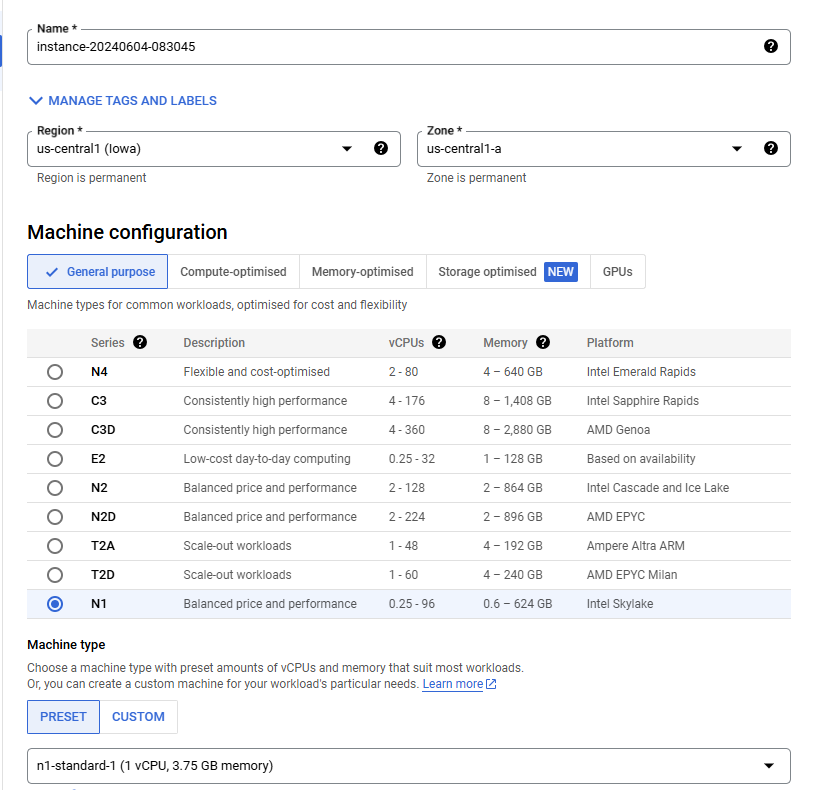 Name *
instance-20240604-083045
MANAGE TAGS AND LABELS
Region * Zone *
us-central1 (Iowa) us-central1-a
Region is permanent Zone is permanent
Machine configuration
General purpose Compute-optimised Memory-optimised Storage optimised NEW GPUs
Machine types for common workloads, optimised for cost and flexibility
Series Description vCPUs Memory Platform
N4 Flexible and cost-optimised 2 - 80 4 – 640 GB Intel Emerald Rapids
C3 Consistently high performance 4 - 176 8 – 1,408 GB Intel Sapphire Rapids
C3D Consistently high performance 4 - 360 8 – 2,880 GB AMD Genoa
E2 Low-cost day-to-day computing 0.25 - 32 1 – 128 GB Based on availability
N2 Balanced price and performance 2 - 128 2 – 864 GB Intel Cascade and Ice Lake
N2D Balanced price and performance 2 - 224 2 – 896 GB AMD EPYC
T2A Scale-out workloads 1 - 48 4 – 192 GB Ampere Altra ARM
T2D Scale-out workloads 1 - 60 4 – 240 GB AMD EPYC Milan
N1 Balanced price and performance 0.25 - 96 0.6 – 624 GB Intel Skylake
Machine type
Choose a machine type with preset amounts of vCPUs and memory that suit most workloads.
Or, you can create a custom machine for your workload's particular needs. Learn more
PRESET CUSTOM
n1-standard-1 (1 vCPU, 3.75 GB memory)